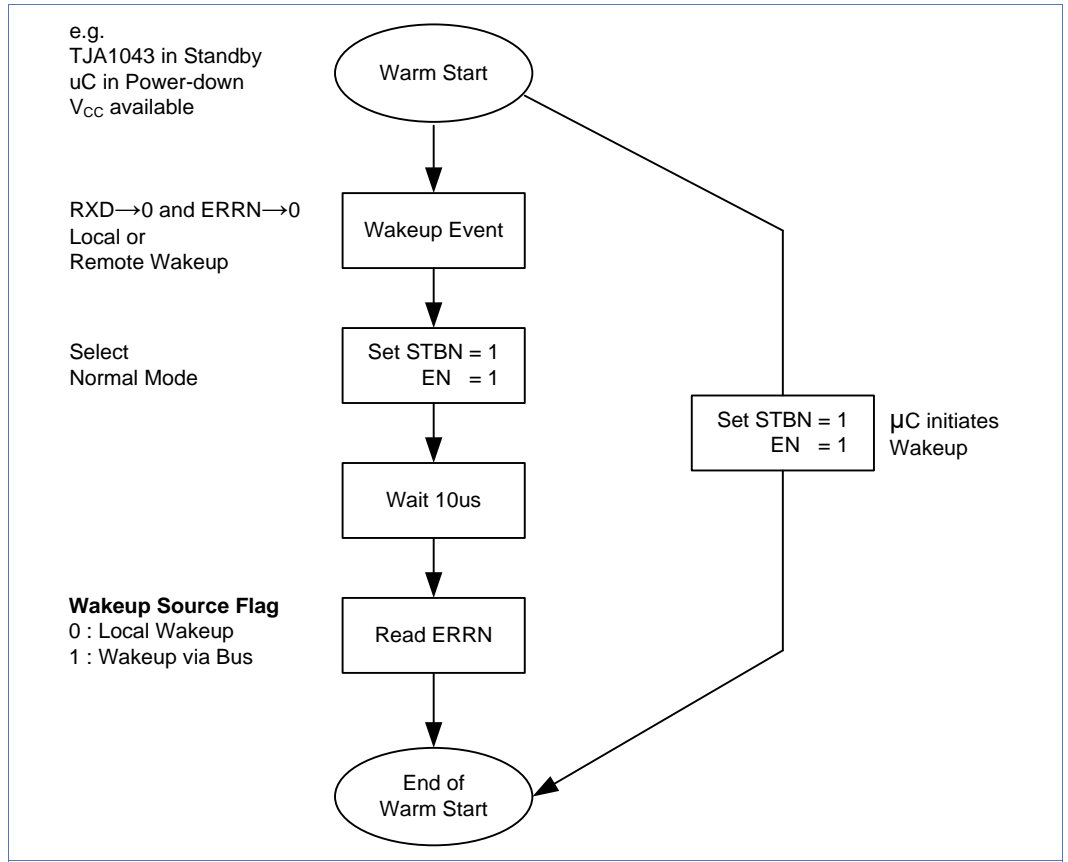 e.g.
TJA1043 in Standby
uC in Power-down
VCC available
Warm Start
RXD→0 and ERRN→0
Local or
Remote Wakeup
Wakeup Event
Select
Normal Mode
Set STBN = 1
EN = 1
Set STBN = 1
EN = 1
µC initiates
Wakeup
Wait 10us
Wakeup Source Flag
0 : Local Wakeup
1 : Wakeup via Bus
Read ERRN
End of
Warm Start